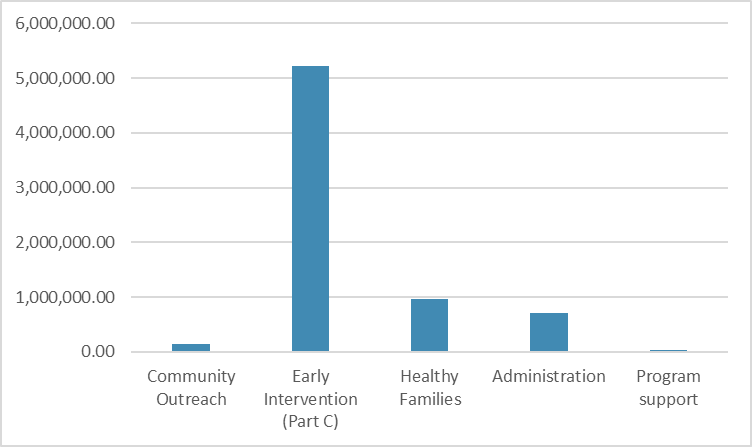 6,000,000.00
5,000,000.00
4,000,000.00
3,000,000.00
2,000,000.00
1,000,000.00
0.00
Community
Outreach
Early
Intervention
(Part C)
Healthy
Families
Administration
Program
support